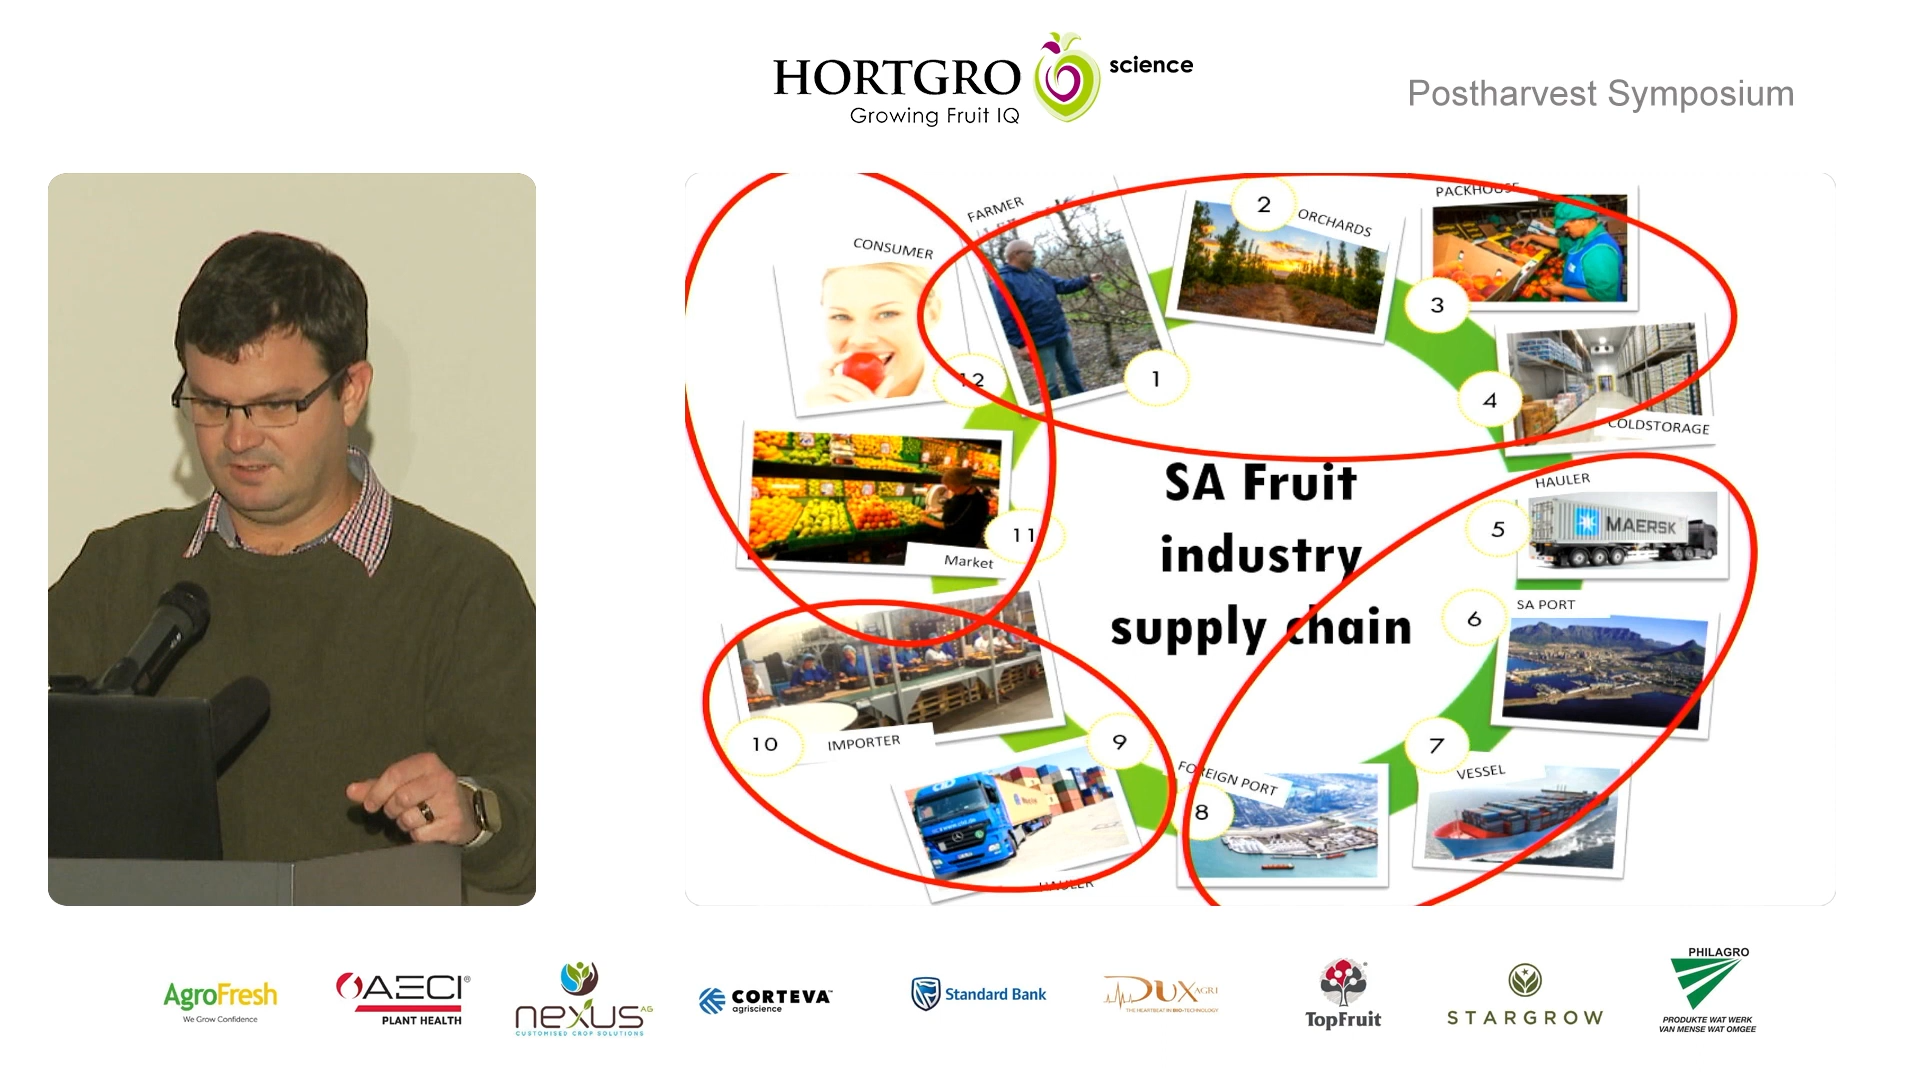 HORTGRO science
Growing Fruit IQ
Postharvest Symposium
FARMER
1
2
ORCHARDS
PACKHOUSE
3
4
COLDSTORAGE
HAULER
5
MAERSK
SA PORT
6
7
VESSEL
FOREIGN PORT
8
9
HAULER
10
IMPORTER
11
Market
CONSUMER
12
SA Fruit
industry
supply chain
AgroFresh
We Grow Confidence
AECI®
PLANT HEALTH
nexus AG
CUSTOMISED CROP SOLUTIONS
CORTEVA™
agriscience
Standard Bank
DUX AGRI
THE HEARTBEAT IN BIO-TECHNOLOGY
TopFruit
STARGROW
PHILAGRO
PRODUKTE WAT WERK
VAN MENSE WAT OMGEE